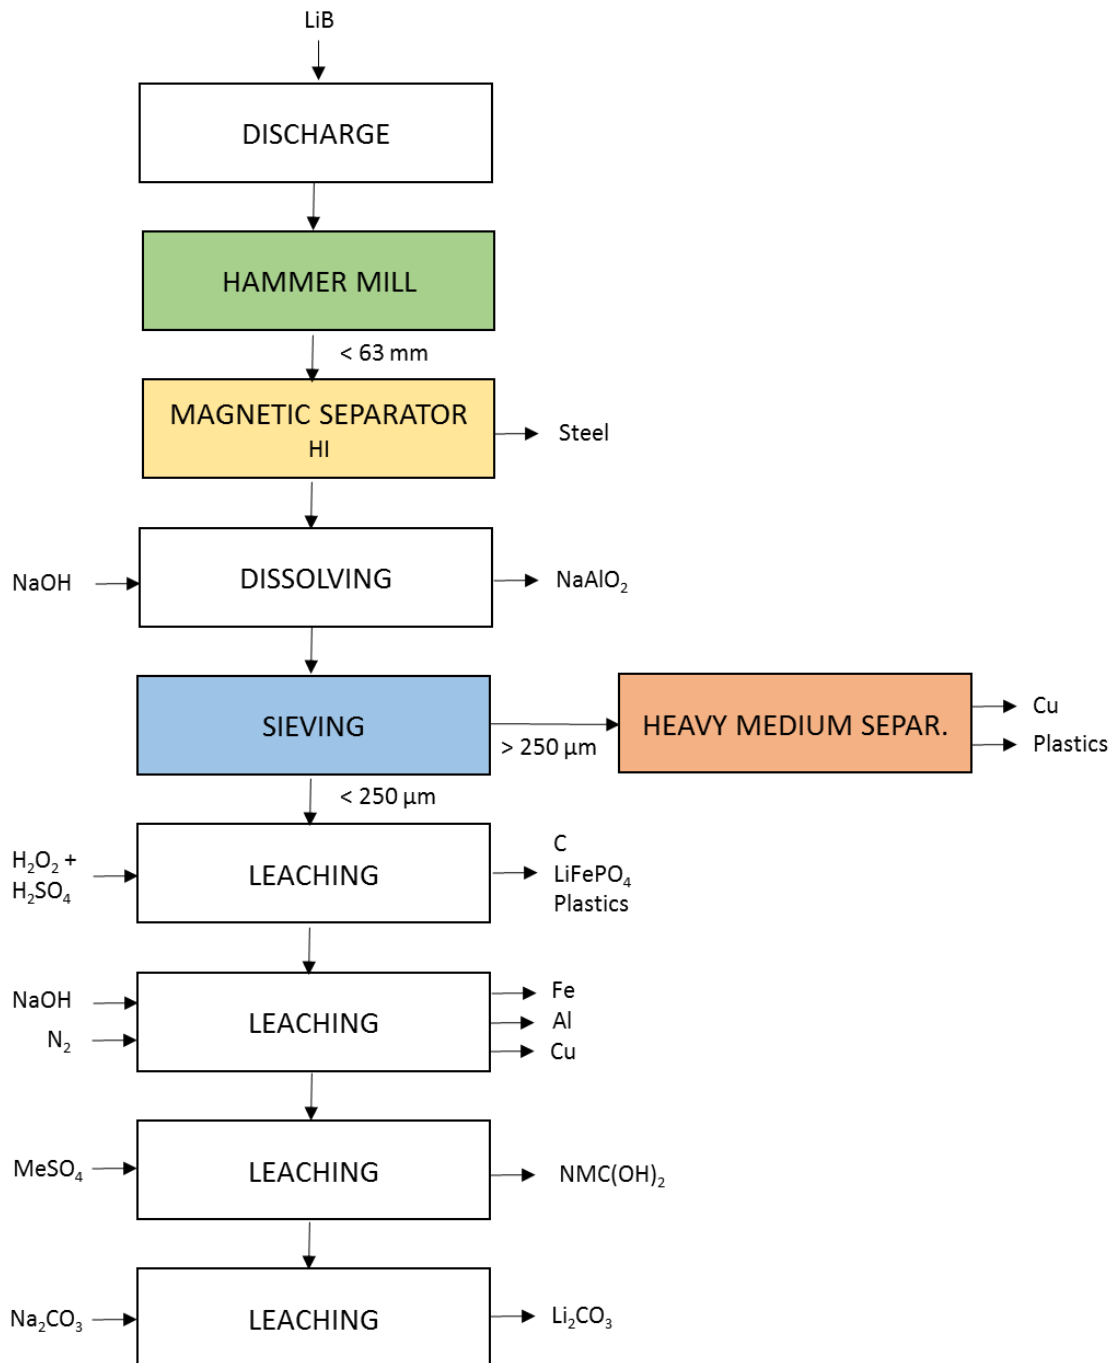 LiB
DISCHARGE
HAMMER MILL
< 63 mm
MAGNETIC SEPARATOR
HI
Steel
NaOH
DISSOLVING
NaAlO₂
SIEVING
> 250 µm
HEAVY MEDIUM SEPAR.
Cu
Plastics
< 250 µm
H₂O₂ +
H₂SO₄
LEACHING
C
LiFePO₄
Plastics
NaOH
N₂
LEACHING
Fe
Al
Cu
MeSO₄
LEACHING
NMC(OH)₂
Na₂CO₃
LEACHING
Li₂CO₃